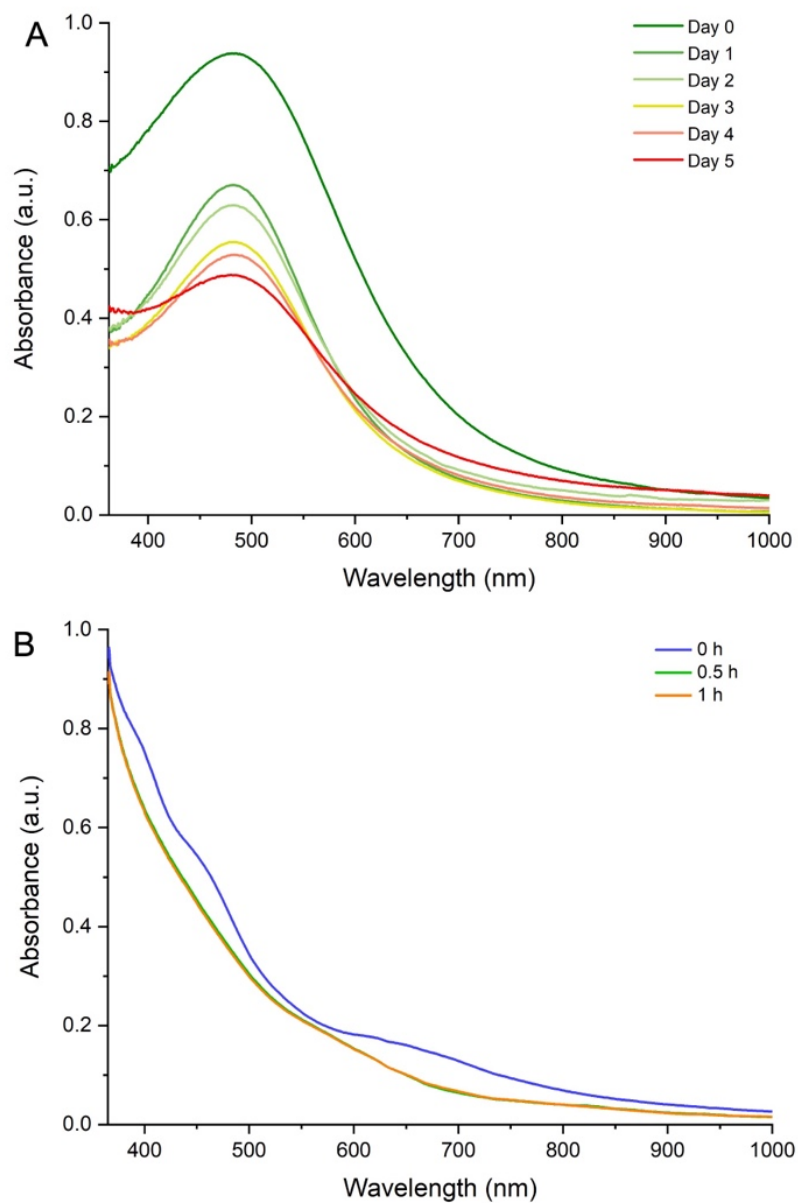 A
1.0
0.8
0.6
0.4
0.2
0.0
Absorbance (a.u.)
Day 0
Day 1
Day 2
Day 3
Day 4
Day 5
400 500 600 700 800 900 1000
Wavelength (nm)
B
1.0
0.8
0.6
0.4
0.2
0.0
Absorbance (a.u.)
0 h
0.5 h
1 h
400 500 600 700 800 900 1000
Wavelength (nm)